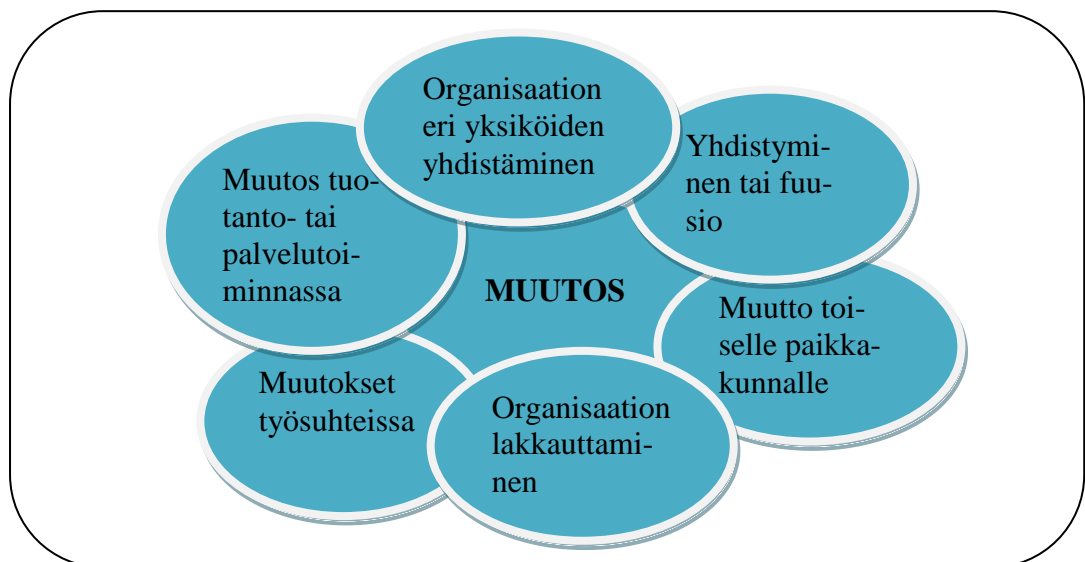 Organisaation
eri yksiköiden
yhdistäminen
Yhdistymi-
nen tai fuu-
sio
Muutos tuo-
tanto- tai
palvelutoi-
minnassa
MUUTOS
Muutto toi-
selle paikka-
kunnalle
Muutokset
työsuhteissa
Organisaation
lakkauttami-
nen